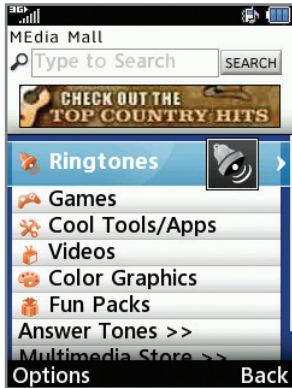 3G
MEdia Mall
Type to Search
SEARCH
CHECK OUT THE
TOP COUNTRY HITS
Ringtones
Games
Cool Tools/Apps
Videos
Color Graphics
Fun Packs
Answer Tones >>
Multimedia Store >>
Options
Back